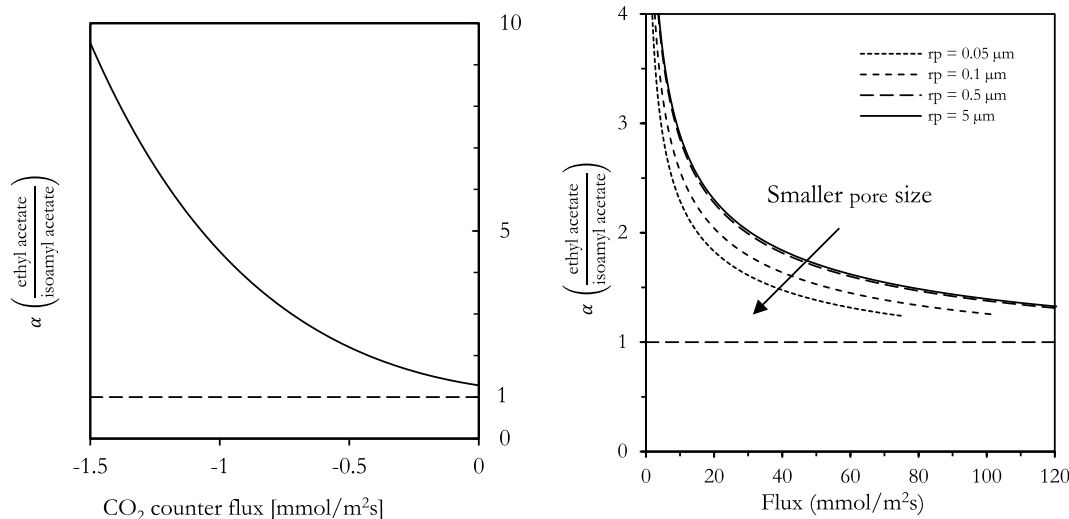 10
5
1
0
-1.5
-1
-0.5
0
α (ethyl acetate / isoamyl acetate)
CO₂ counter flux [mmol/m²s]
4
3
2
1
0
0
20
40
60
80
100
120
α (ethyl acetate / isoamyl acetate)
Flux (mmol/m²s)
rp = 0.05 μm
rp = 0.1 μm
rp = 0.5 μm
rp = 5 μm
Smaller pore size